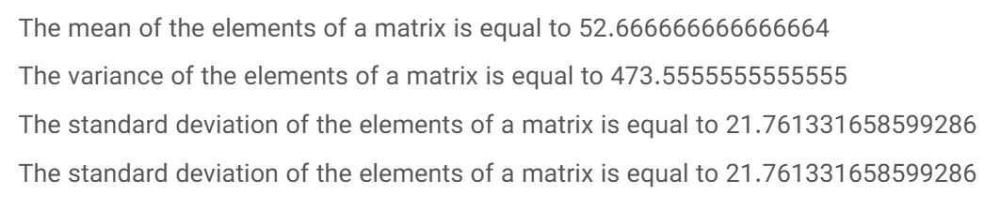 The mean of the elements of a matrix is equal to 52.666666666666664
The variance of the elements of a matrix is equal to 473.5555555555555
The standard deviation of the elements of a matrix is equal to 21.761331658599286
The standard deviation of the elements of a matrix is equal to 21.761331658599286